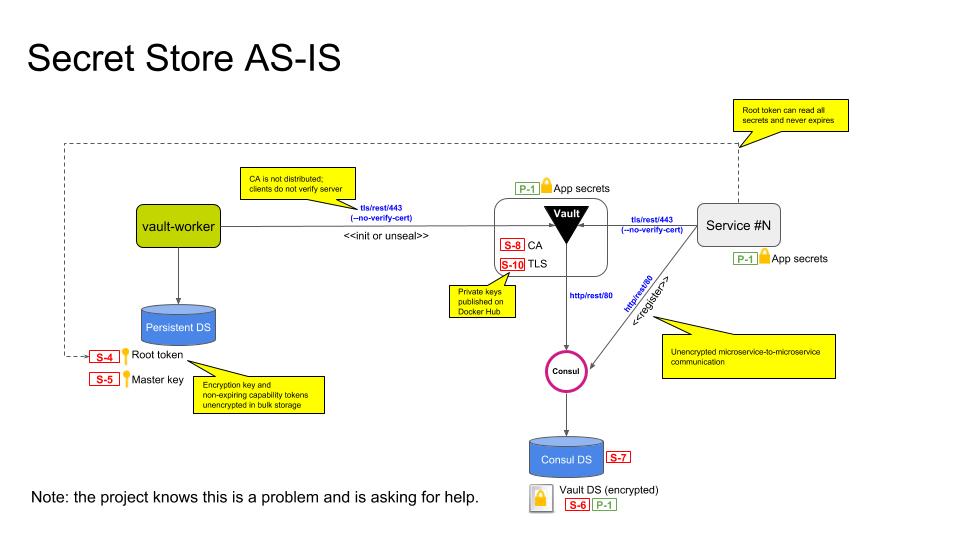 Secret Store AS-IS
Root token can read all
secrets and never expires
CA is not distributed;
clients do not verify server
P-1 App secrets
tls/rest/443
(--no-verify-cert)
vault-worker
<<init or unseal>>
Vault
tls/rest/443
(--no-verify-cert)
Service #N
S-8 CA
S-10 TLS
P-1 App secrets
Private keys
published on
Docker Hub
http/rest/80
http/rest/80
<<register>>
Persistent DS
S-4 Root token
S-5 Master key
Unencrypted microservice-to-microservice
communication
Consul
Encryption key and
non-expiring capability tokens
unencrypted in bulk storage
Consul DS
S-7
Vault DS (encrypted)
S-6 P-1
Note: the project knows this is a problem and is asking for help.